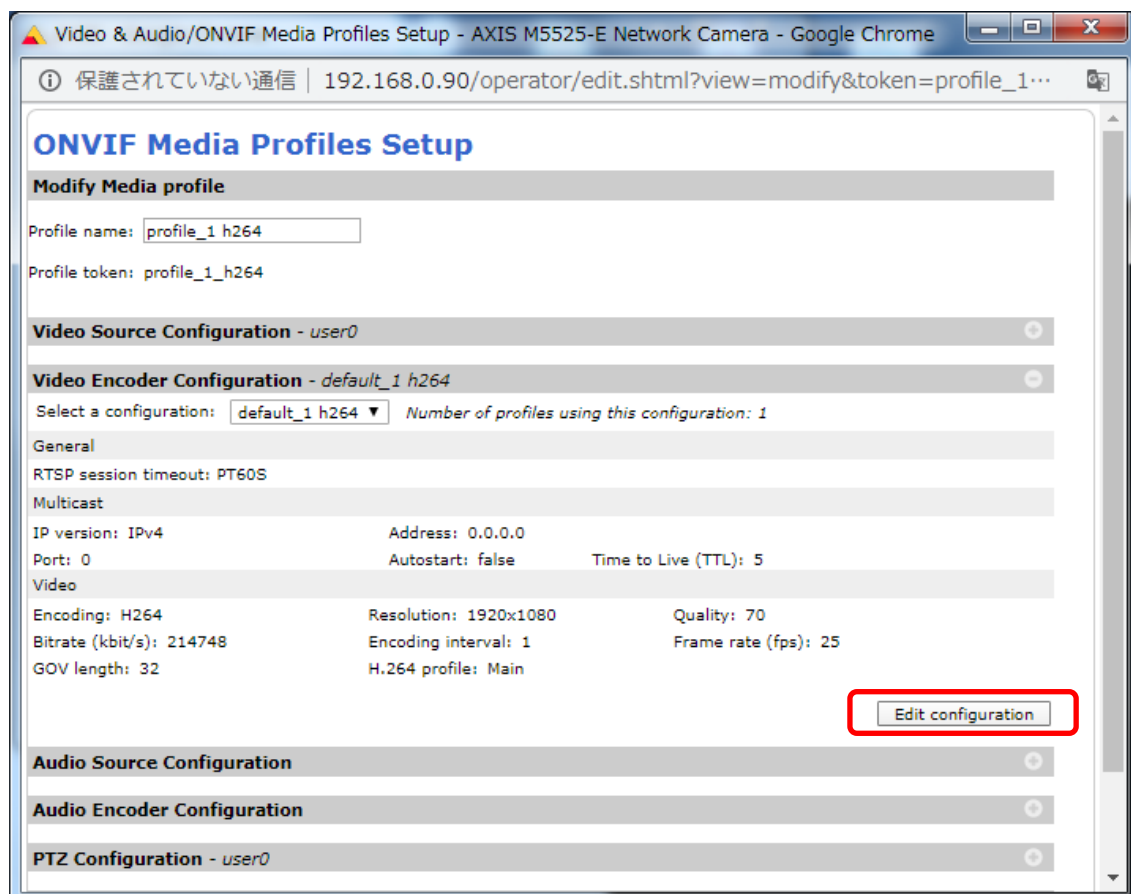 Video & Audio/ONVIF Media Profiles Setup - AXIS M5525-E Network Camera - Google Chrome
保護されていない通信 | 192.168.0.90/operator/edit.shtml?view=modify&token=profile_1…
ONVIF Media Profiles Setup
Modify Media profile
Profile name: profile_1 h264
Profile token: profile_1_h264
Video Source Configuration - user0
Video Encoder Configuration - default_1 h264
Select a configuration: default_1 h264 ▼ Number of profiles using this configuration: 1
General
RTSP session timeout: PT60S
Multicast
IP version: IPv4 Address: 0.0.0.0
Port: 0 Autostart: false Time to Live (TTL): 5
Video
Encoding: H264 Resolution: 1920x1080 Quality: 70
Bitrate (kbit/s): 214748 Encoding interval: 1 Frame rate (fps): 25
GOV length: 32 H.264 profile: Main
Edit configuration
Audio Source Configuration
Audio Encoder Configuration
PTZ Configuration - user0